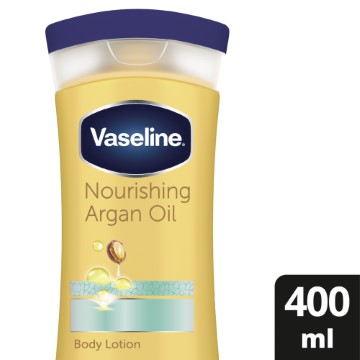 Vaseline.
Nourishing
Argan Oil
Body Lotion
400
ml